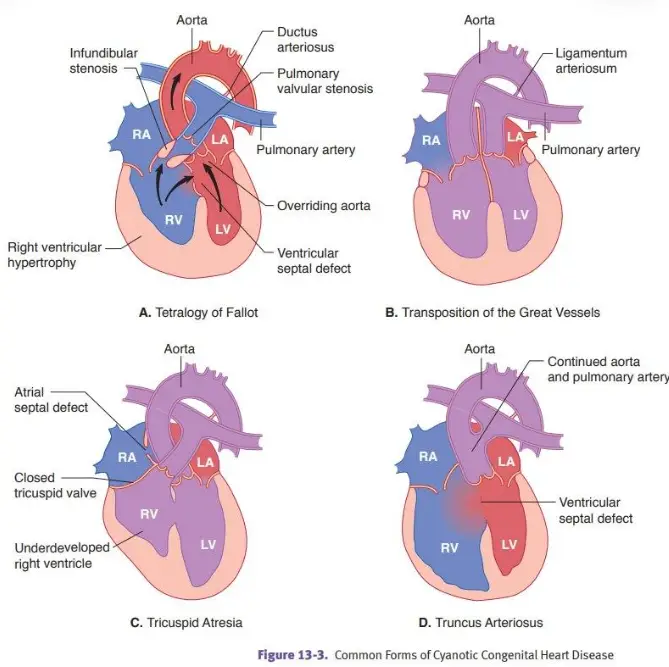 Aorta
Infundibular
stenosis
Ductus
arteriosus
Pulmonary
valvular stenosis
RA
LA
Pulmonary artery
Overriding aorta
RV
LV
Right ventricular
hypertrophy
Ventricular
septal defect
A. Tetralogy of Fallot
Aorta
Ligamentum
arteriosum
RA
LA
Pulmonary artery
RV
LV
B. Transposition of the Great Vessels
Aorta
Atrial
septal defect
RA
LA
Closed
tricuspid valve
RV
LV
Underdeveloped
right ventricle
C. Tricuspid Atresia
Aorta
Continued aorta
and pulmonary artery
RA
LA
Ventricular
septal defect
RV
LV
D. Truncus Arteriosus
Figure 13-3. Common Forms of Cyanotic Congenital Heart Disease